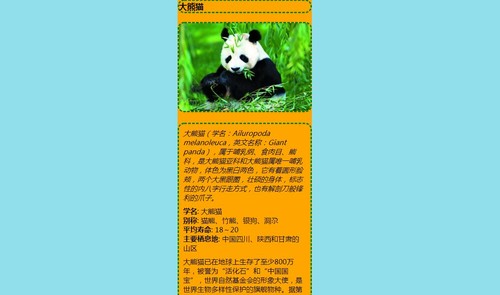 大熊猫
大熊猫（学名：Ailuropoda
melanoleuca，英文名称：Giant
panda），属于哺乳纲、食肉目、熊
科，是大熊猫亚科和大熊猫属唯一哺乳
动物，体色为黑白两色，它有着圆形脸
颊，两个大黑眼圈，壮硕的身体，标志
性的内八字行走方式，也有解剖刀般锋
利的爪子。
学名: 大熊猫
别称: 猫熊、竹熊、银狗、洞尕
平均寿命: 18～20
主要栖息地: 中国四川、陕西和甘肃的
山区
大熊猫已在地球上生存了至少800万
年，被誉为“活化石”和“中国国
宝”，世界自然基金会的形象大使，是
世界生物多样性保护的旗舰物种。据第